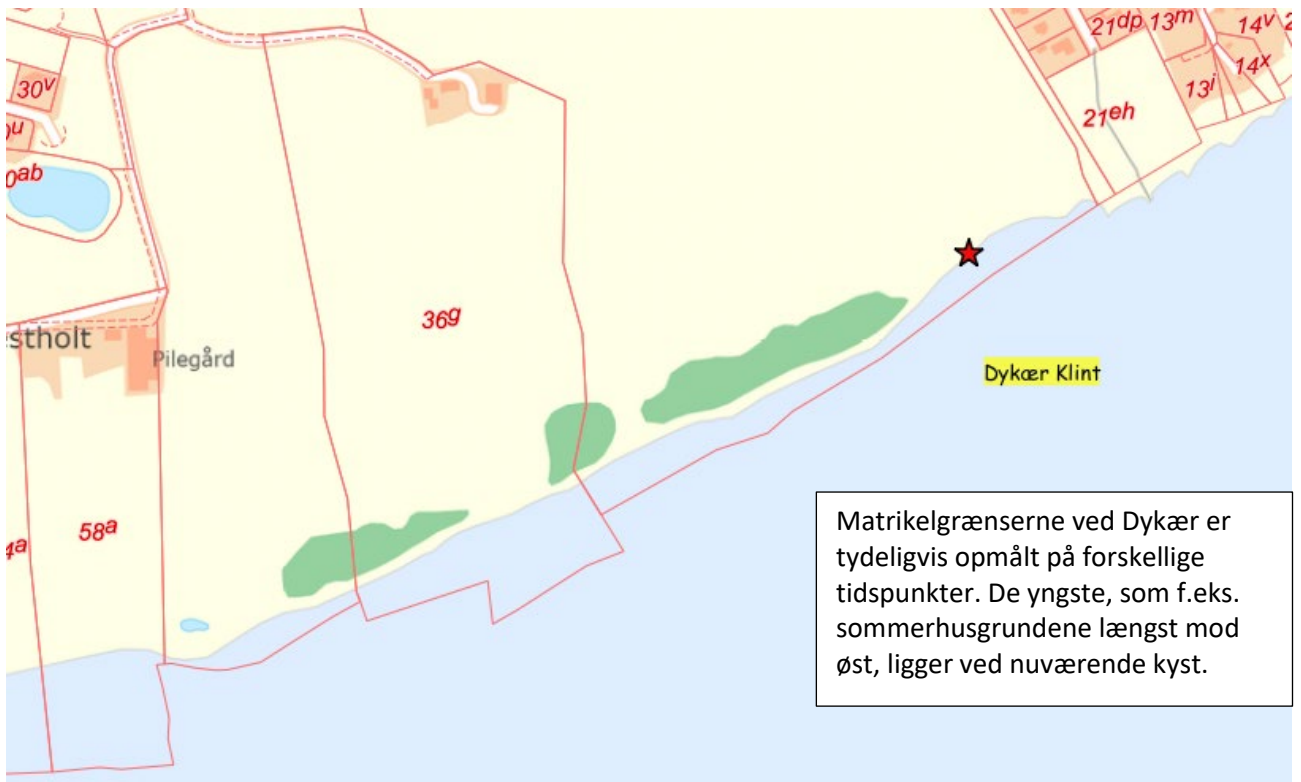 21dp
13m
14v
30v
14x
13i
21eh
36g
stholt
Pilegård
Dykær Klint
58a
Matrikelgrænserne ved Dykær er
tydeligvis opmålt på forskellige
tidspunkter. De yngste, som f.eks.
sommerhusgrundene længst mod
øst, ligger ved nuværende kyst.